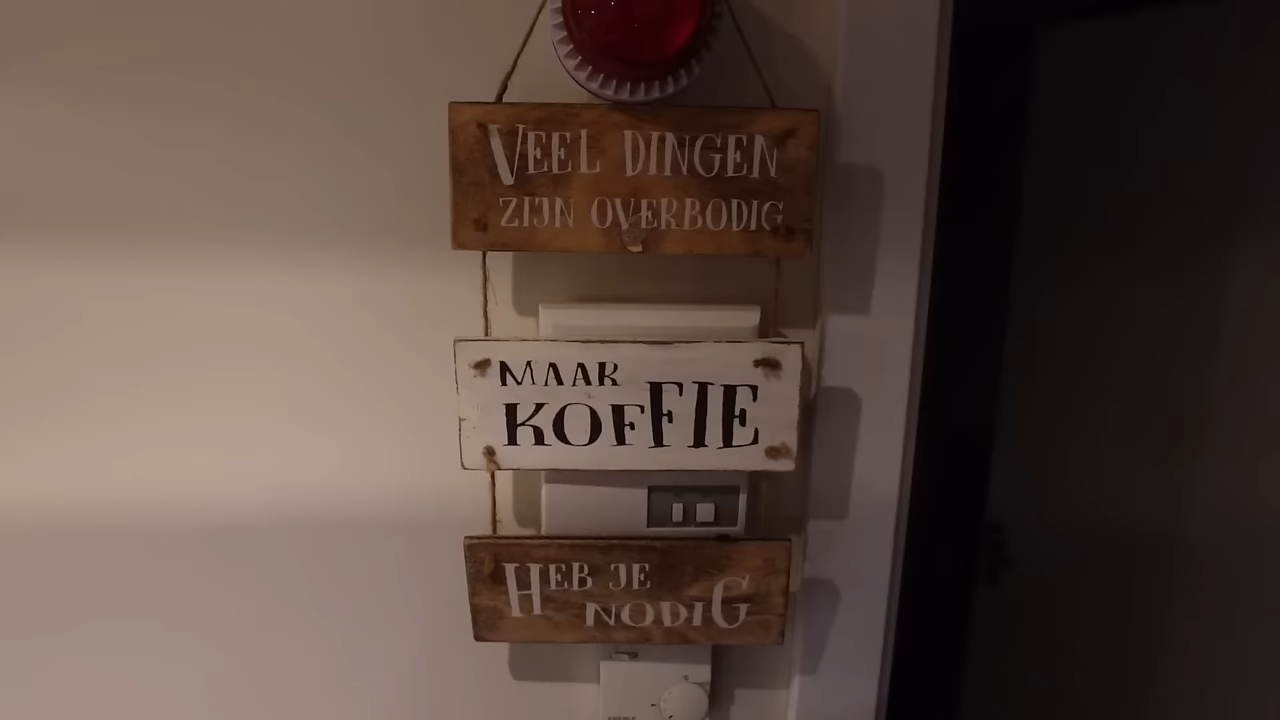 VEEL DINGEN
ZIJN OVERBODIG
MAAR
KOFFIE
HEB JE
NODIG